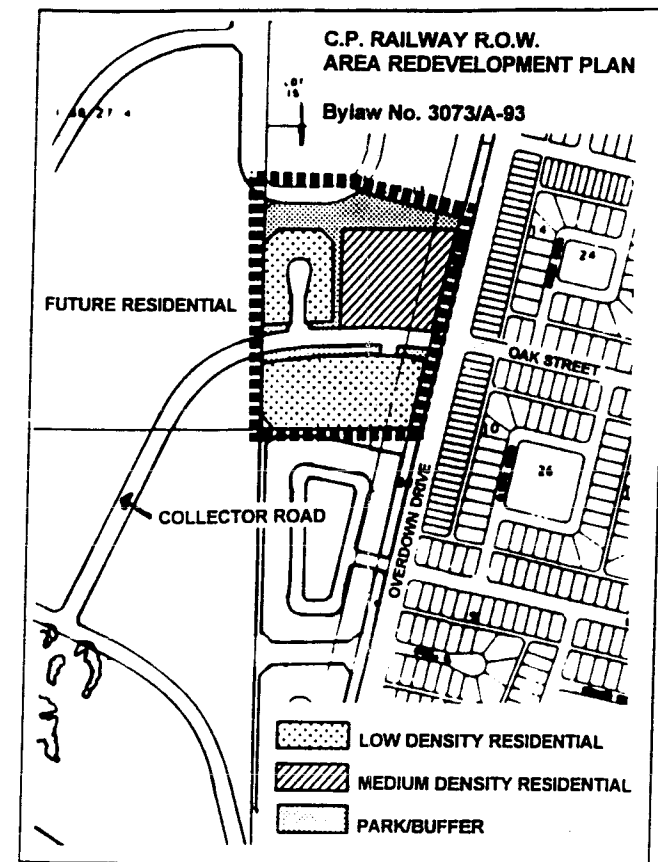 C.P. RAILWAY R.O.W.
AREA REDEVELOPMENT PLAN
Bylaw No. 3073/A-93
24
FUTURE RESIDENTIAL
OAK STREET
10
26
COLLECTOR ROAD
OVERDOWN DRIVE
LOW DENSITY RESIDENTIAL
MEDIUM DENSITY RESIDENTIAL
PARK/BUFFER